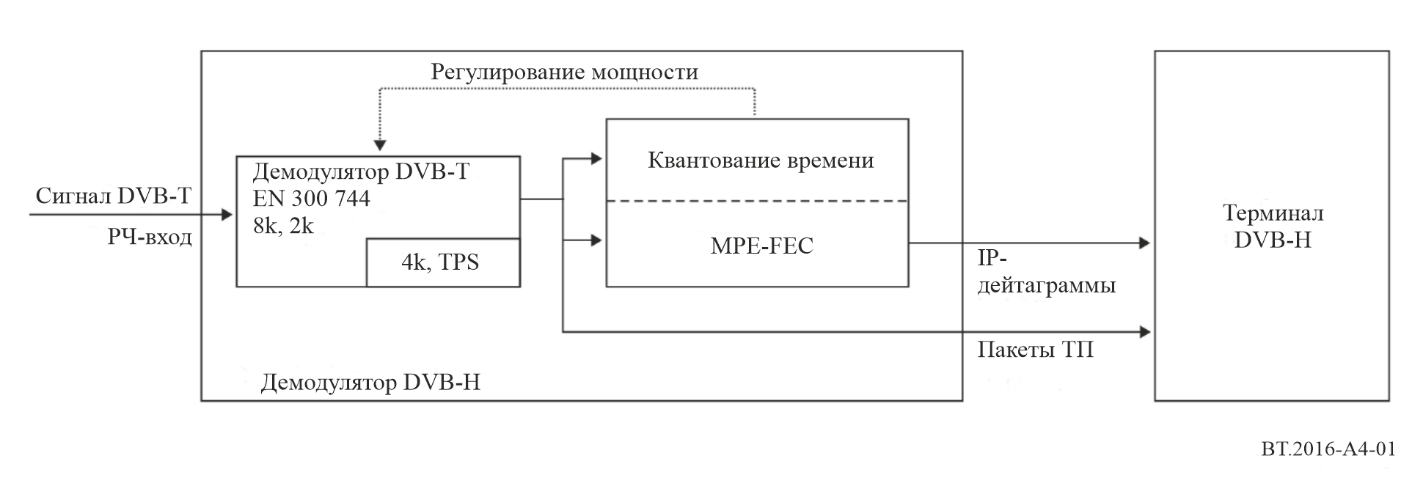 Регулирование мощности
Сигнал DVB-T
РЧ-вход
Демодулятор DVB-T
EN 300 744
8k, 2k
4k, TPS
Квантование времени
MPE-FEC
IP-
дейтаграммы
Пакеты ТП
Терминал
DVB-H
Демодулятор DVB-H
BT.2016-A4-01